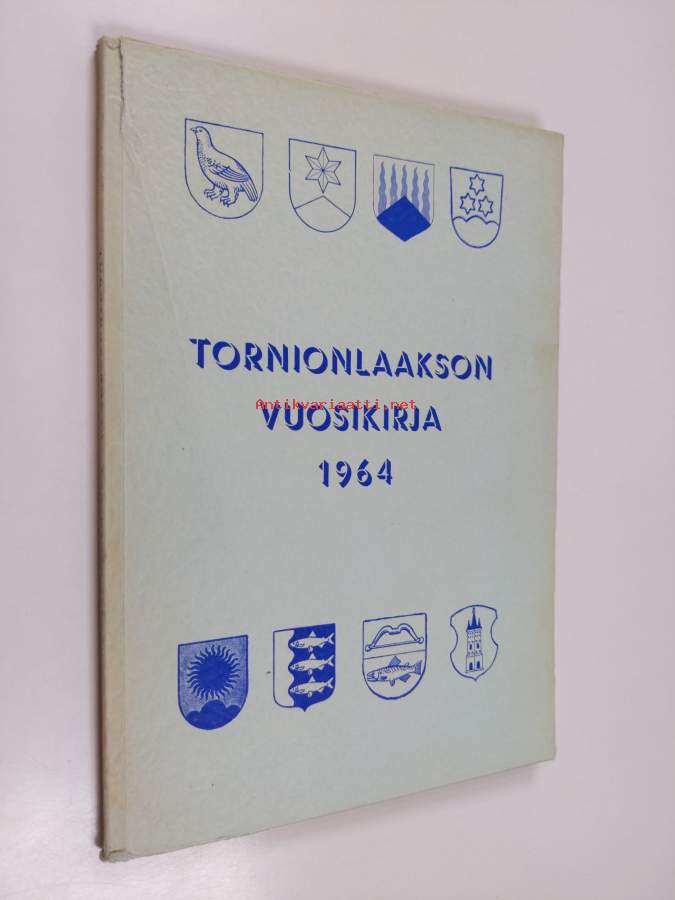 TORNIONLAAKSON
Antikvariaatti.net
VUOSIKIRJA
1964